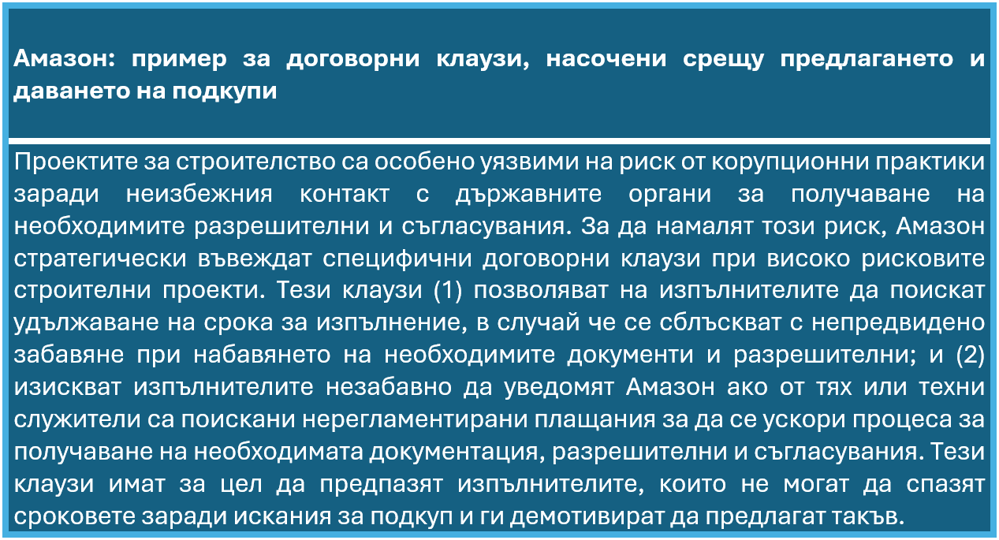 Амазон: пример за договорни клаузи, насочени срещу предлагането и
даването на подкупи
Проектите за строителство са особено уязвими на риск от корупционни практики
заради неизбежния контакт с държавните органи за получаване на
необходимите разрешителни и съгласувания. За да намалят този риск, Амазон
стратегически въвеждат специфични договорни клаузи при високо рисковите
строителни проекти. Тези клаузи (1) позволяват на изпълнителите да поискат
удължаване на срока за изпълнение, в случай че се сблъскват с непредвидено
забавяне при набавянето на необходимите документи и разрешителни; и (2)
изискват изпълнителите незабавно да уведомят Амазон ако от тях или техни
служители са поискани нерегламентирани плащания за да се ускори процеса за
получаване на необходимата документация, разрешителни и съгласувания. Тези
клаузи имат за цел да предпазят изпълнителите, които не могат да спазят
сроковете заради искания за подкуп и ги демотивират да предлагат такъв.